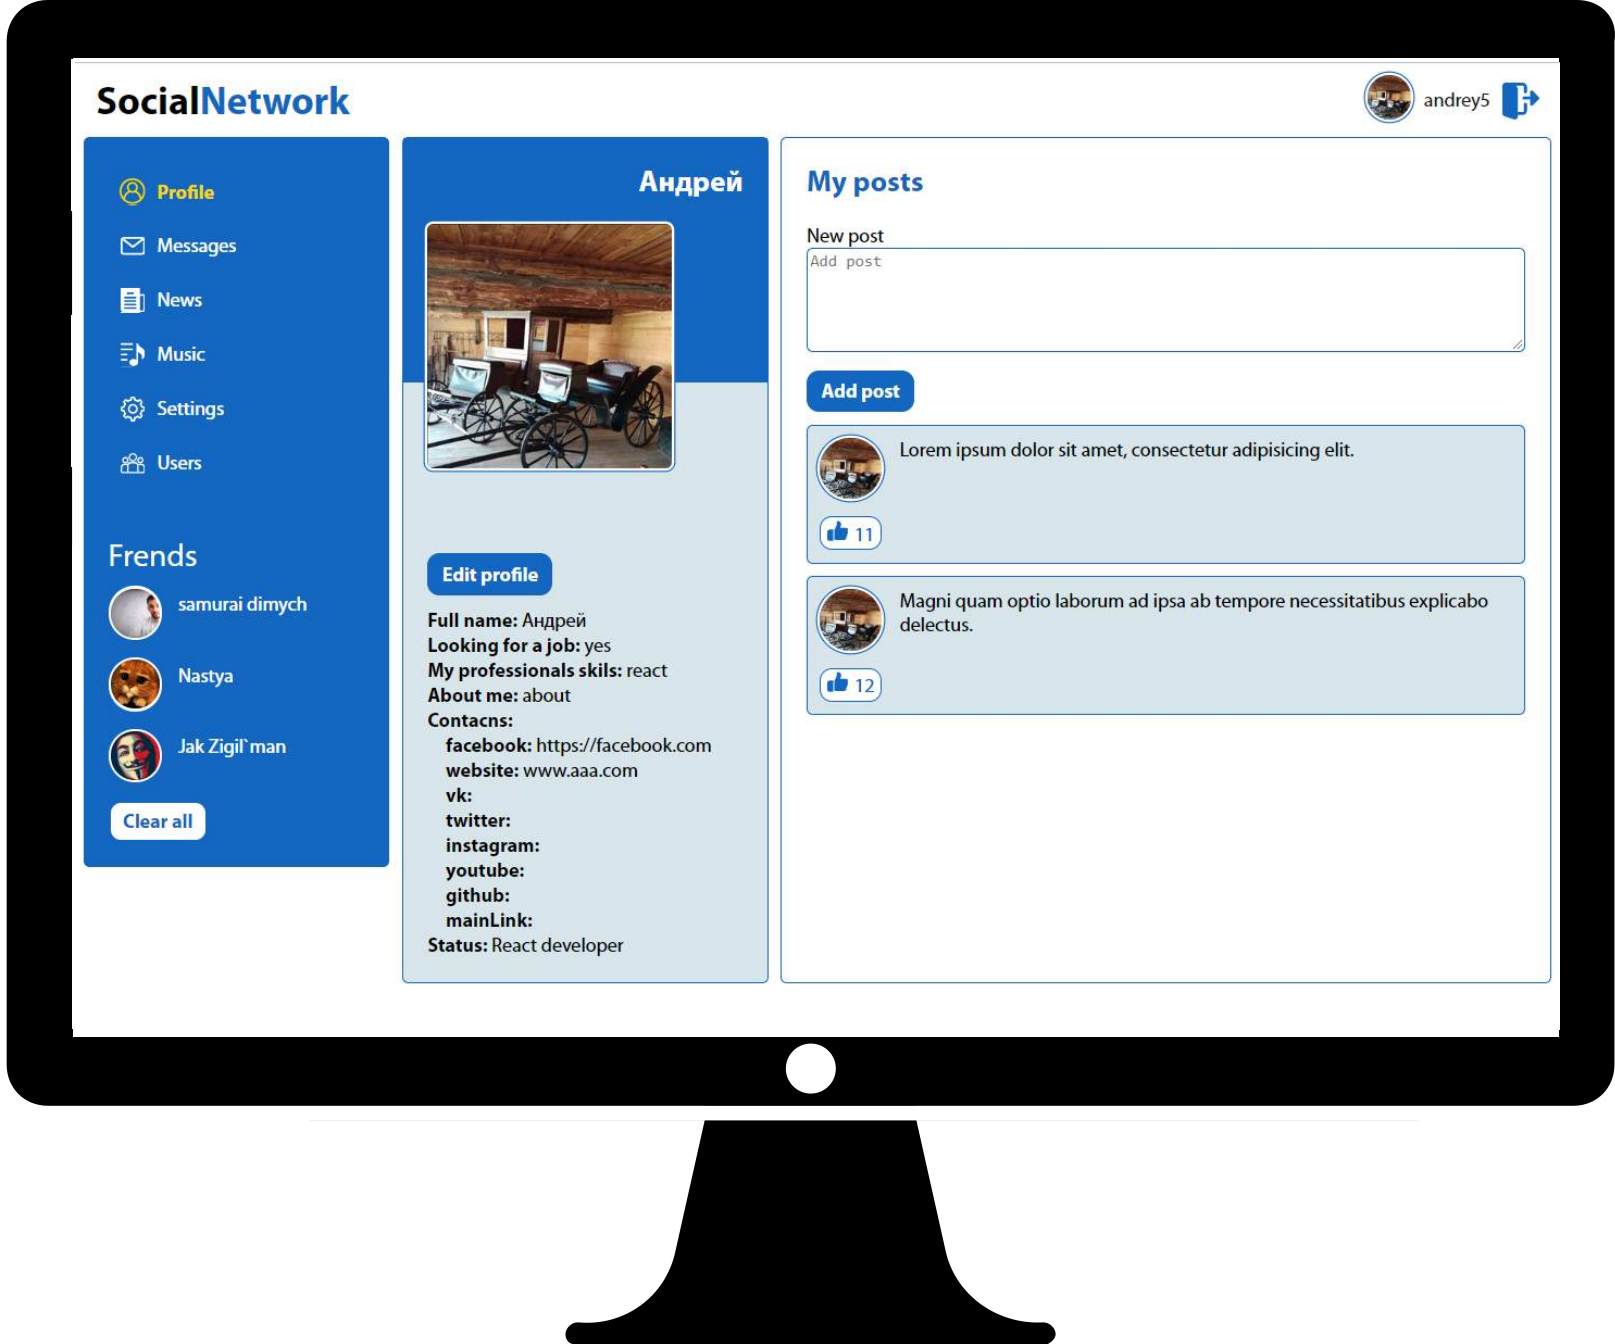 SocialNetwork
andrey5
Profile
Messages
News
Music
Settings
Users
Frends
samurai dimych
Nastya
Jak Zigil`man
Clear all
Андрей
Edit profile
Full name: Андрей
Looking for a job: yes
My professionals skils: react
About me: about
Contacns:
facebook: https://facebook.com
website: www.aaa.com
vk:
twitter:
instagram:
youtube:
github:
mainLink:
Status: React developer
My posts
New post
Add post
Add post
Lorem ipsum dolor sit amet, consectetur adipisicing elit.
11
Magni quam optio laborum ad ipsa ab tempore necessitatibus explicabo
delectus.
12